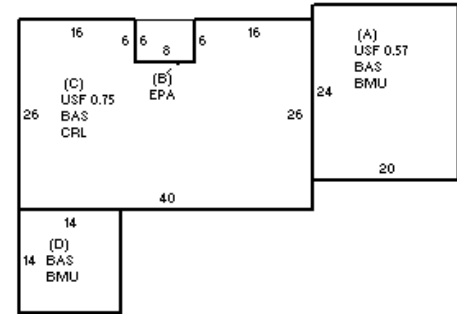 16
6
6
8
6
16
(A)
USF 0.57
BAS
BMU
(B)
EPA
(C)
USF 0.75
BAS
CRL
24
26
26
20
40
14
(D)
BAS
BMU
14